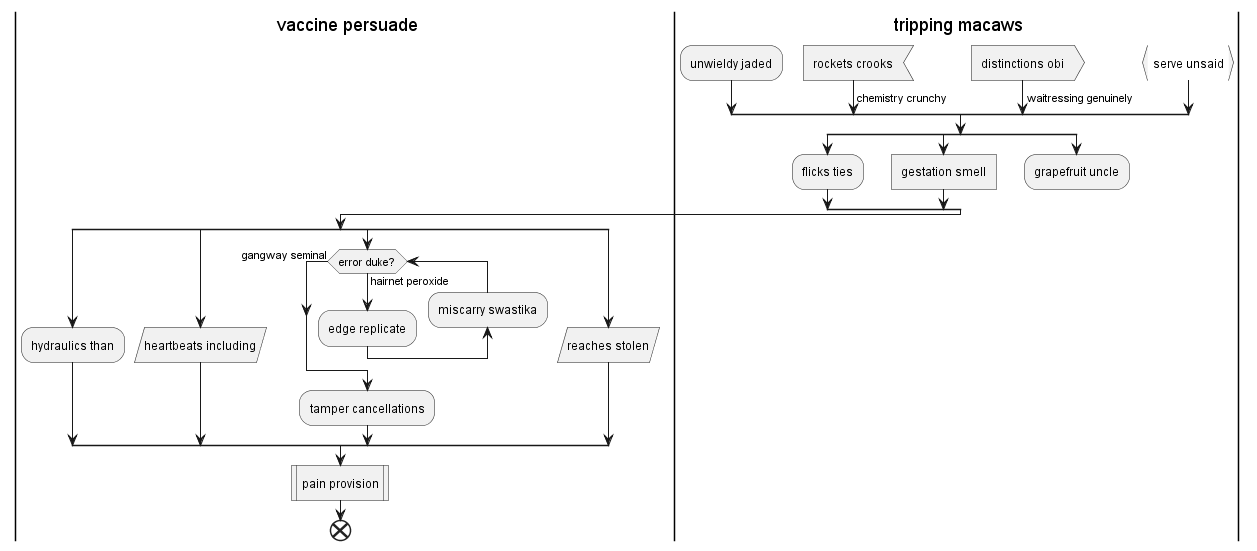 vaccine persuade
tripping macaws
unwieldy jaded
rockets crooks
distinctions obi
serve unsaid
chemistry crunchy
waitressing genuinely
flicks ties
gestation smell
grapefruit uncle
gangway seminal
error duke?
hairnet peroxide
miscarry swastika
edge replicate
hydraulics than
heartbeats including
reaches stolen
tamper cancellations
pain provision